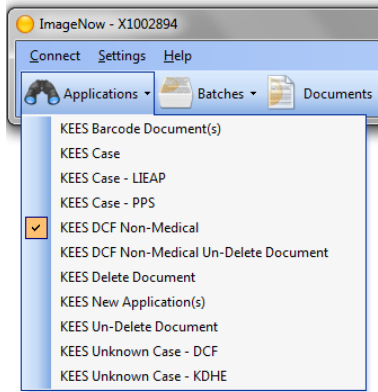 ImageNow - X1002894
Connect Settings Help
Applications Batches Documents
KEES Barcode Document(s)
KEES Case
KEES Case - LIEAP
KEES Case - PPS
KEES DCF Non-Medical
KEES DCF Non-Medical Un-Delete Document
KEES Delete Document
KEES New Application(s)
KEES Un-Delete Document
KEES Unknown Case - DCF
KEES Unknown Case - KDHE